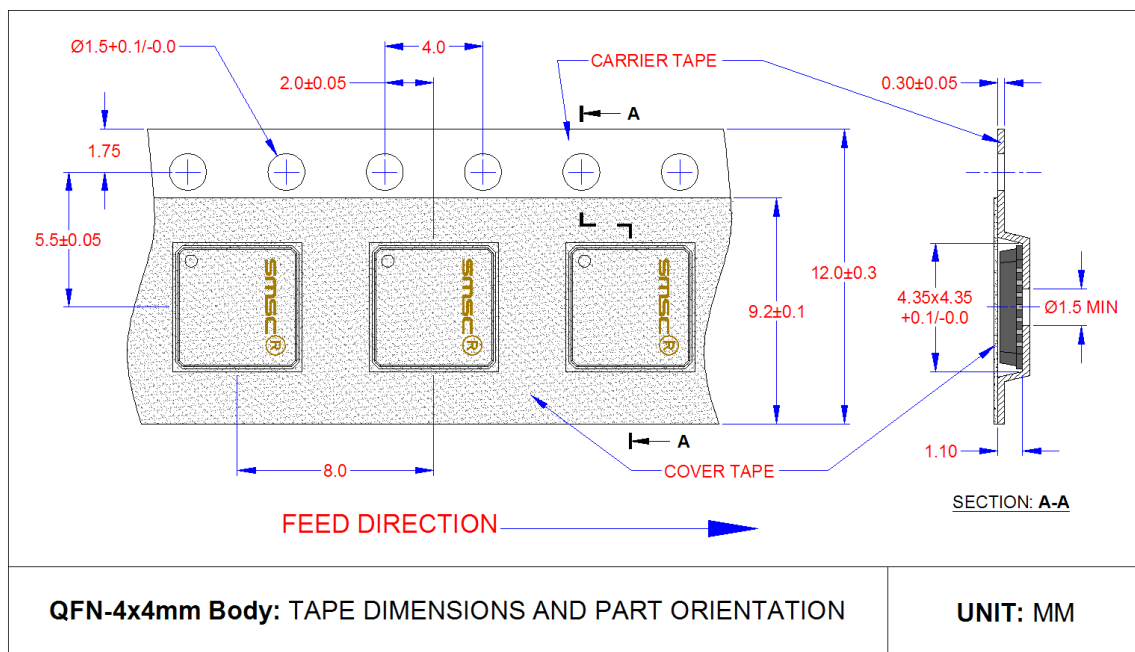 Ø1.5+0.1/-0.0
4.0
2.0±0.05
CARRIER TAPE
0.30±0.05
A
1.75
5.5±0.05
smsc®
smsc®
smsc®
12.0±0.3
9.2±0.1
4.35x4.35
+0.1/-0.0
Ø1.5 MIN
A
8.0
COVER TAPE
1.10
SECTION: A-A
FEED DIRECTION
QFN-4x4mm Body: TAPE DIMENSIONS AND PART ORIENTATION
UNIT: MM